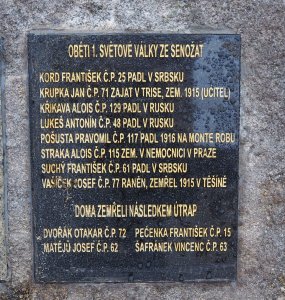 OBĚTI 1. SVĚTOVÉ VÁLKY ZE SENOŽAT
KORD FRANTIŠEK Č.P. 25 PADL V SRBSKU
KRUPKA JAN Č.P. 71 ZAJAT V TRISE, ZEM. 1915 (UČITEL)
KŘIKAVA ALOIS Č.P. 129 PADL V RUSKU
LUKEŠ ANTONÍN Č.P. 48 PADL V RUSKU
POŠUSTA PRAVOMIL Č.P. 117 PADL 1916 NA MONTE ROBU
STRAKA ALOIS Č.P. 115 ZEM. V NEMOCNICI V PRAZE
SUCHÝ FRANTIŠEK Č.P. 61 PADL V SRBSKU
VAŠÍČEK JOSEF Č.P. 77 RANĚN, ZEMŘEL 1915 V TĚŠÍNĚ
DOMA ZEMŘELI NÁSLEDKEM ÚTRAP
DVOŘÁK OTAKAR Č.P. 72 PEČENKA FRANTIŠEK Č.P. 15
MATĚJŮ JOSEF Č.P. 62 ŠAFRÁNEK VINCENC Č.P. 63